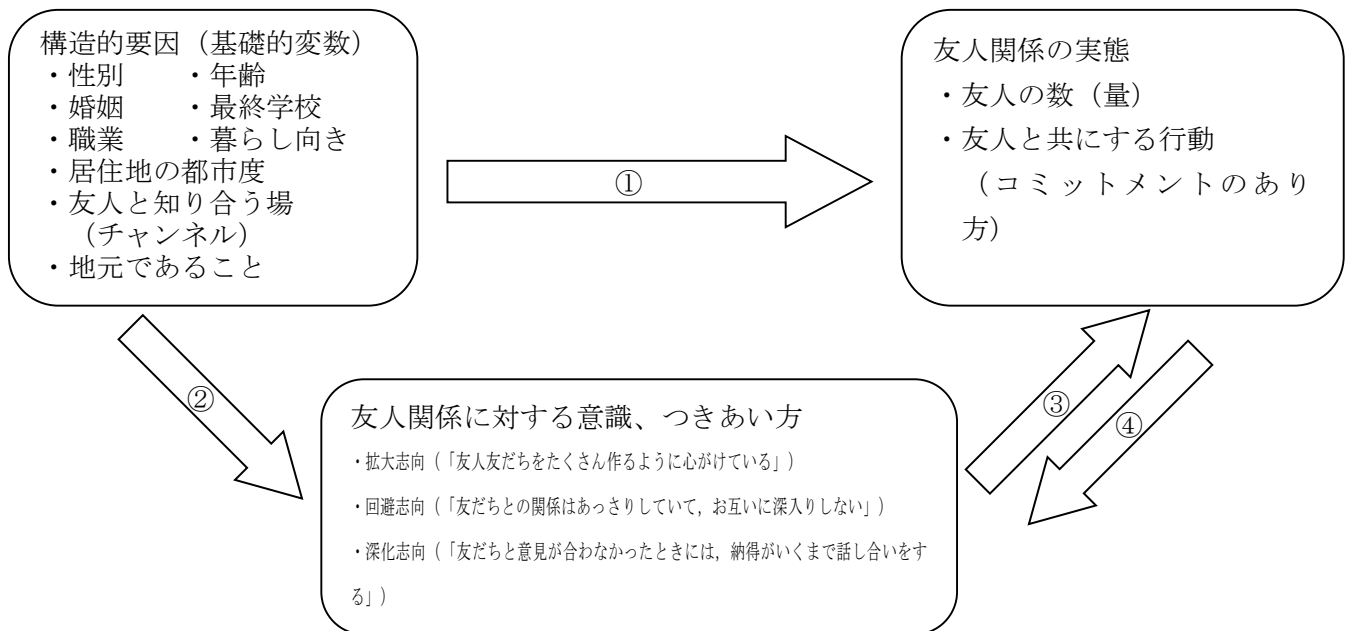 構造的要因（基礎的変数）
・性別　　・年齢
・婚姻　　・最終学校
・職業　　・暮らし向き
・居住地の都市度
・友人と知り合う場
（チャンネル）
・地元であること
①
友人関係の実態
・友人の数（量）
・友人と共にする行動
（コミットメントのあり
方）
②
友人関係に対する意識、つきあい方
・拡大志向（「友人友だちをたくさん作るように心がけている」）
・回避志向（「友だちとの関係はあっさりしていて，お互いに深入りしない」）
・深化志向（「友だちと意見が合わなかったときには，納得がいくまで話し合いをす
る」）
③
④